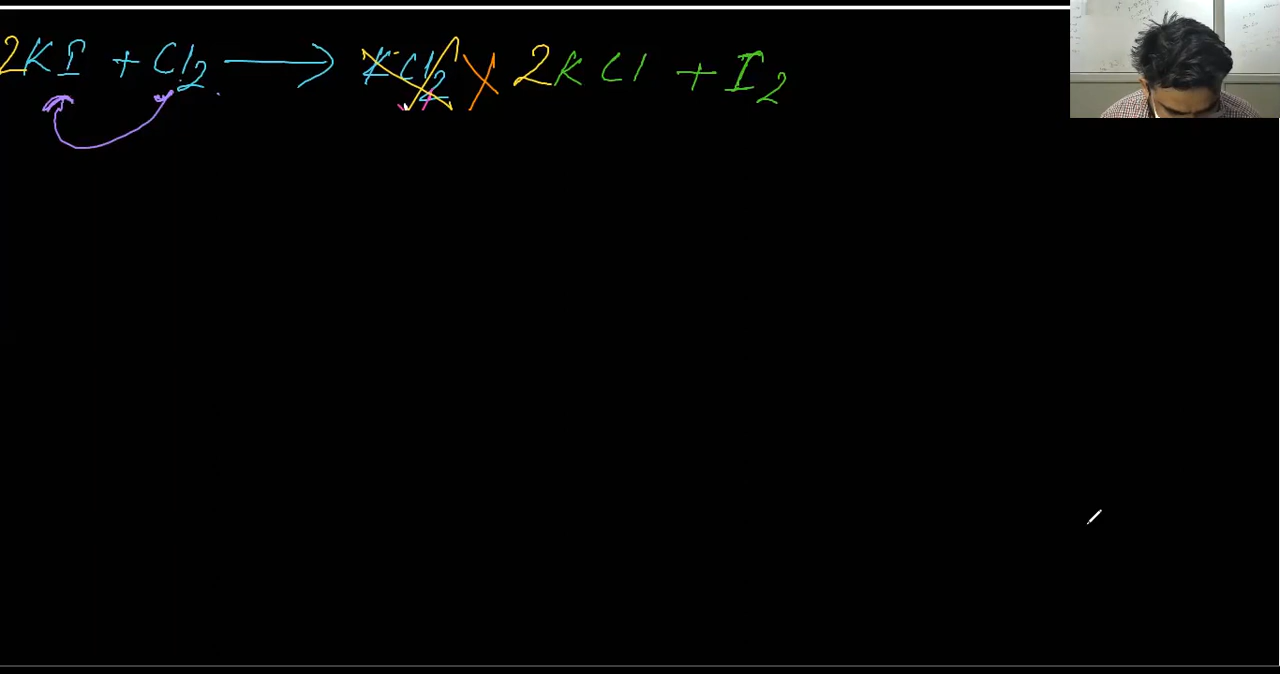 2KI + Cl2 ⟶ KCl2 X 2KCl + I2